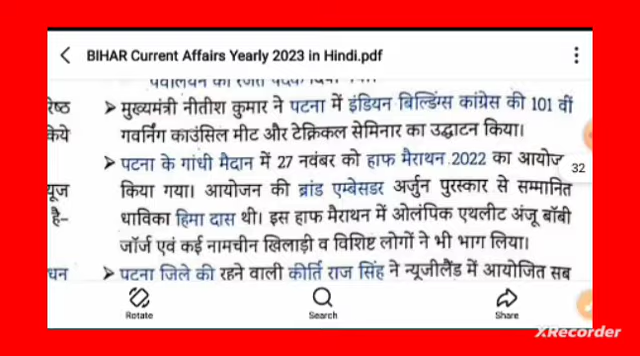 BIHAR Current Affairs Yearly 2023 in Hindi.pdf
रेष्ठ
➤ मुख्यमंत्री नीतीश कुमार ने पटना में इंडियन बिल्डिंग्स कांग्रेस की 101 वीं
केये
गवर्निंग काउंसिल मीट और टेक्निकल सेमिनार का उद्घाटन किया।
➤ पटना के गांधी मैदान में 27 नवंबर को हाफ मैराथन 2022 का आयोज
32
यूज
किया गया। आयोजन की ब्रांड एम्बेसडर अर्जुन पुरस्कार से सम्मानित
है-
धाविका हिमा दास थी। इस हाफ मैराथन में ओलंपिक एथलीट अंजू बॉबी
जॉर्ज एवं कई नामचीन खिलाड़ी व विशिष्ट लोगों ने भी भाग लिया।
धन
➤ पटना जिले की रहने वाली कीर्ति राज सिंह ने न्यूजीलैंड में आयोजित सब
Rotate
Search
Share
XRecorder